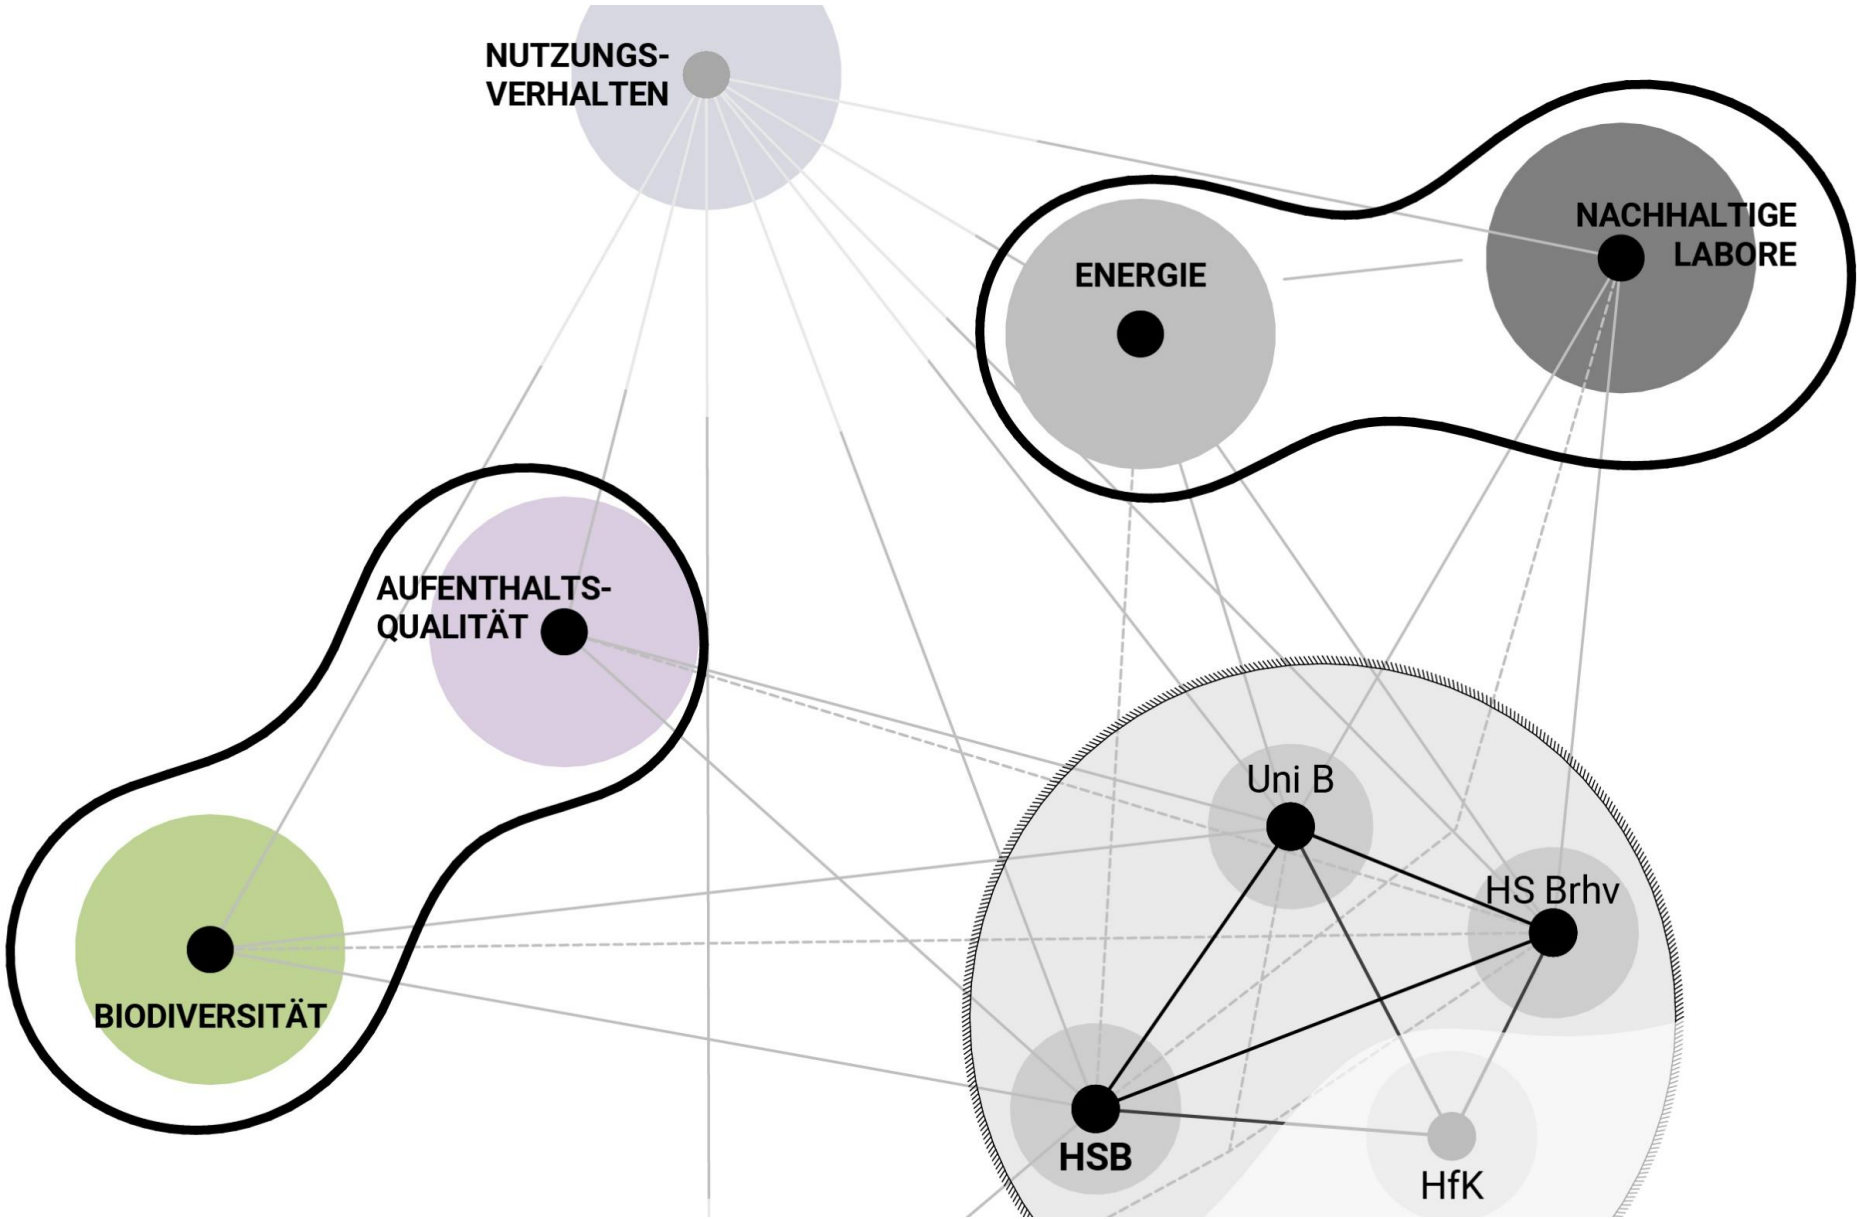 NUTZUNGS-
VERHALTEN
NACHHALTIGE
LABORE
ENERGIE
AUFENTHALTS-
QUALITÄT
Uni B
HS Brhv
BIODIVERSITÄT
HSB
HfK